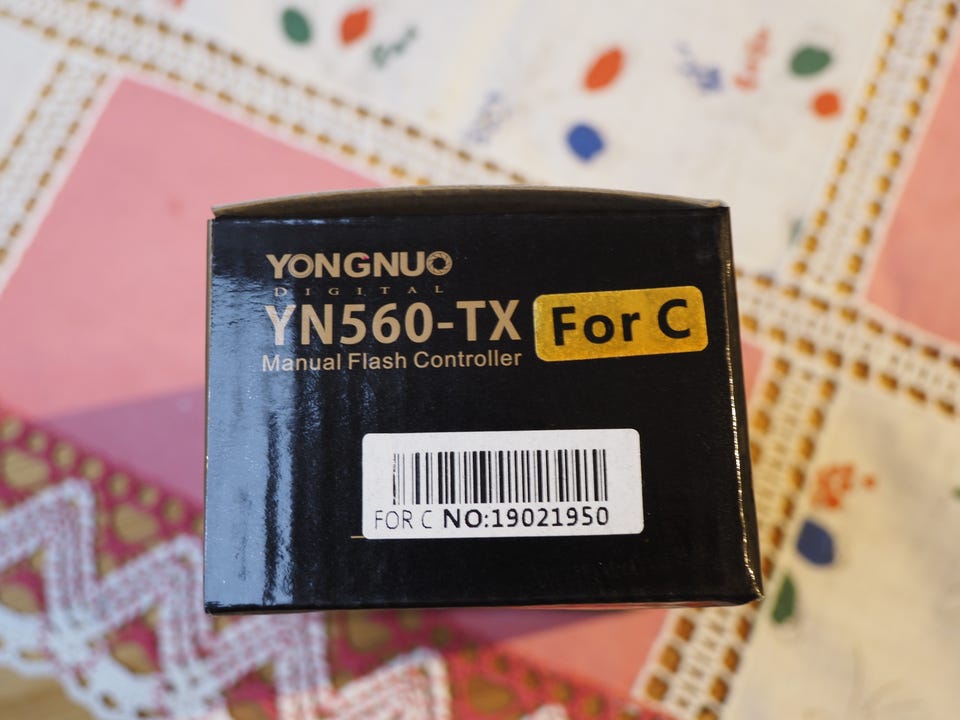 YONGNUO
DIGITAL
YN560-TX
For C
Manual Flash Controller
FOR C NO:19021950